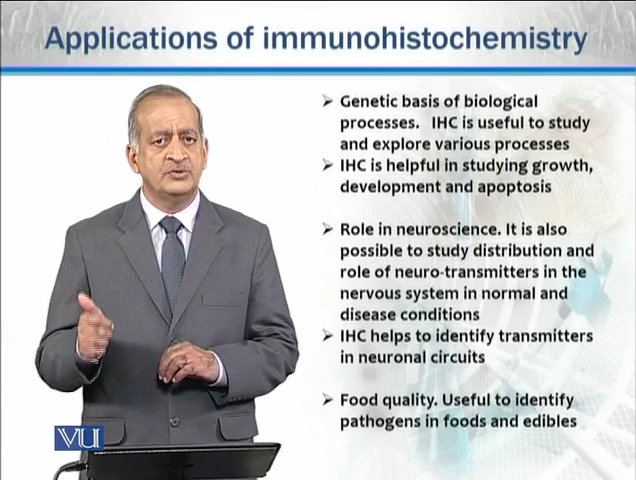 Applications of immunohistochemistry
➤ Genetic basis of biological
processes. IHC is useful to study
and explore various processes
➤ IHC is helpful in studying growth,
development and apoptosis
➤ Role in neuroscience. It is also
possible to study distribution and
role of neuro-transmitters in the
nervous system in normal and
disease conditions
➤ IHC helps to identify transmitters
in neuronal circuits
➤ Food quality. Useful to identify
pathogens in foods and edibles
VU